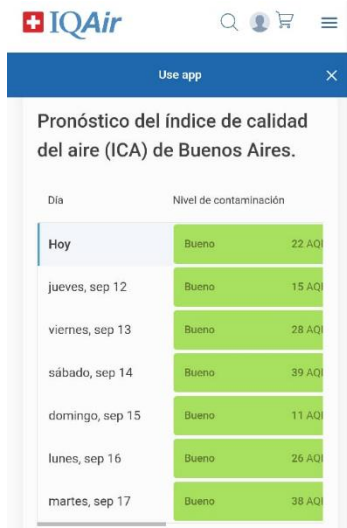 IQAir
Use app
Pronóstico del índice de calidad
del aire (ICA) de Buenos Aires.
Día Nivel de contaminación
Hoy Bueno 22 AQI
jueves, sep 12 Bueno 15 AQI
viernes, sep 13 Bueno 28 AQI
sábado, sep 14 Bueno 39 AQI
domingo, sep 15 Bueno 11 AQI
lunes, sep 16 Bueno 26 AQI
martes, sep 17 Bueno 38 AQI